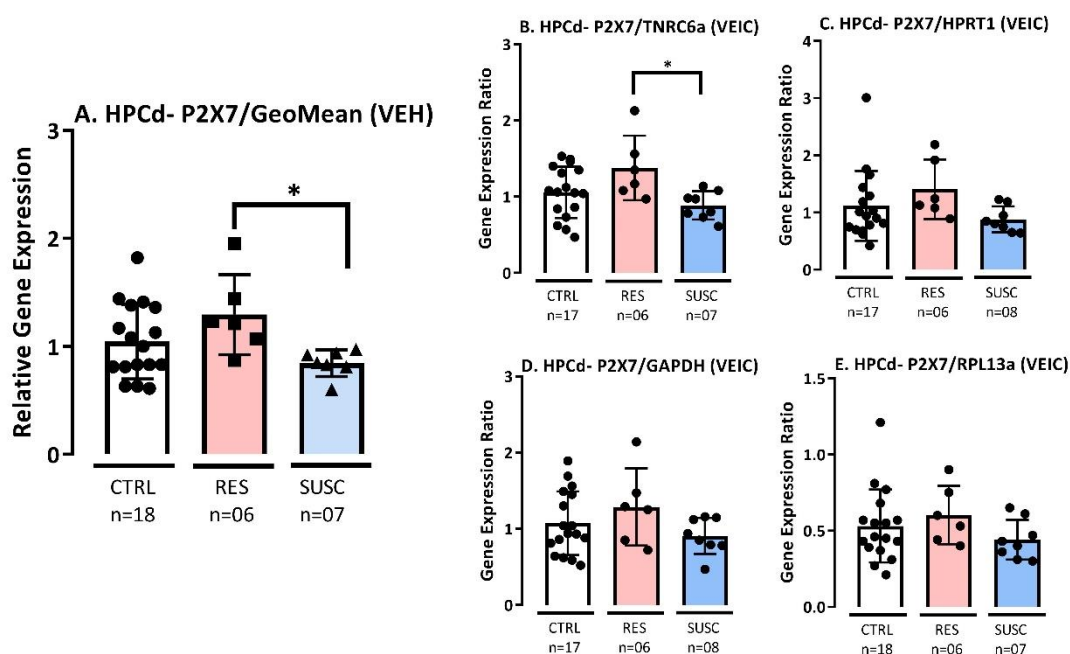 A. HPCd- P2X7/GeoMean (VEH)
Relative Gene Expression
3
2
1
0
*
CTRL RES SUSC
n=18 n=06 n=07
B. HPCd- P2X7/TNRC6a (VEIC)
Gene Expression Ratio
3
2
1
0
*
CTRL RES SUSC
n=17 n=06 n=07
C. HPCd- P2X7/HPRT1 (VEIC)
Gene Expression Ratio
4
3
2
1
0
CTRL RES SUSC
n=17 n=06 n=08
D. HPCd- P2X7/GAPDH (VEIC)
Gene Expression Ratio
3
2
1
0
CTRL RES SUSC
n=17 n=06 n=08
E. HPCd- P2X7/RPL13a (VEIC)
Gene Expression Ratio
1.5
1.0
0.5
0.0
CTRL RES SUSC
n=18 n=06 n=07